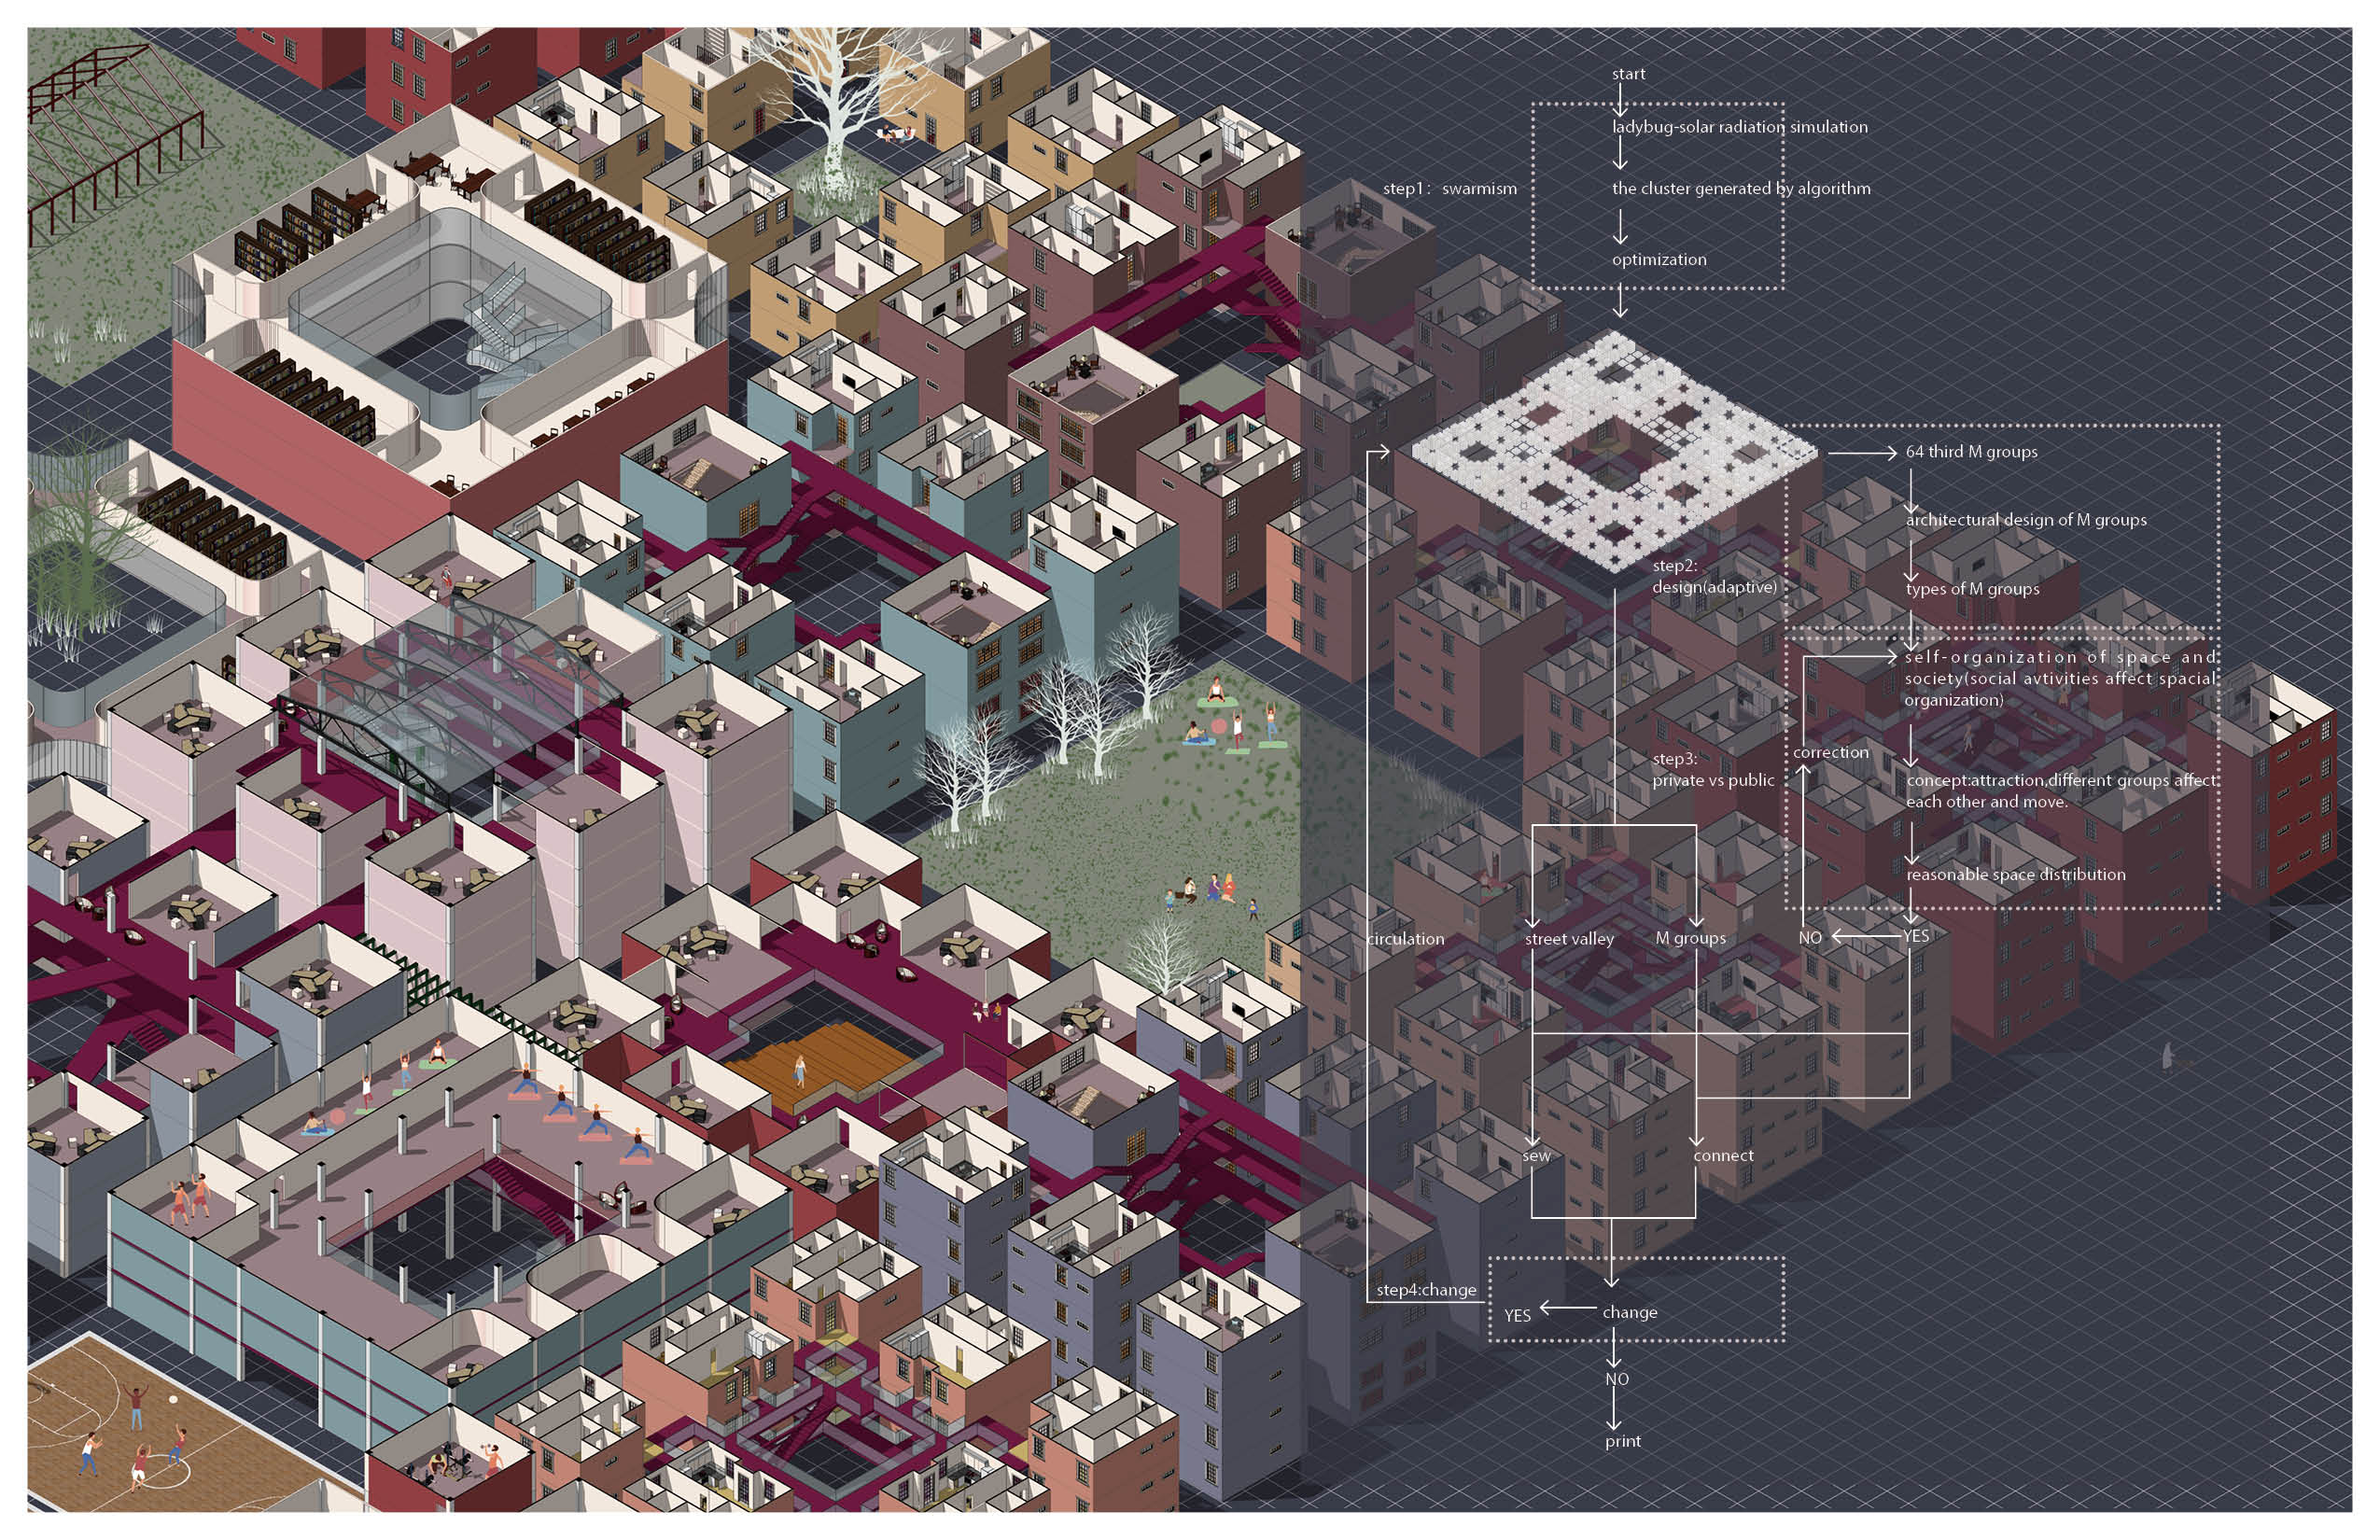 start
ladybug-solar radiation simulation
step1: swarmism
the cluster generated by algorithm
optimization
64 third M groups
architectural design of M groups
step2:
design(adaptive)
types of M groups
self-organization of space and
society(social avtivities affect spacial
organization)
step3:
private vs public
correction
concept:attraction,different groups affect
each other and move.
reasonable space distribution
circulation
street valley
M groups
NO
YES
sew
connect
step4:change
YES
change
NO
print